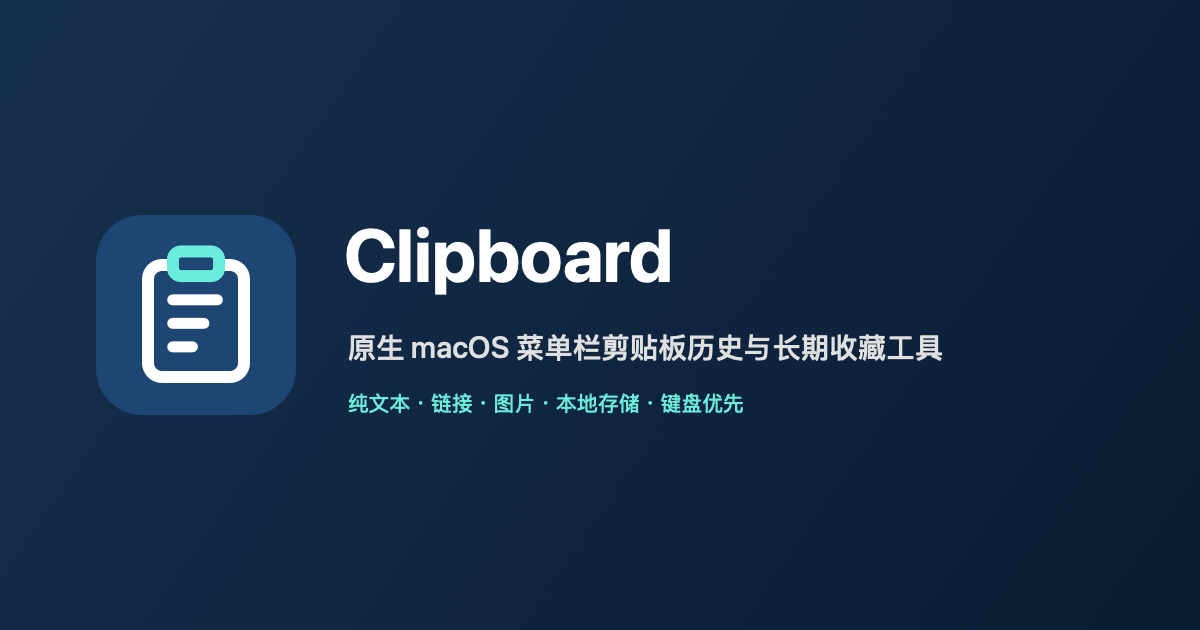 Clipboard
原生 macOS 菜单栏剪贴板历史与长期收藏工具
纯文本 · 链接 · 图片 · 本地存储 · 键盘优先